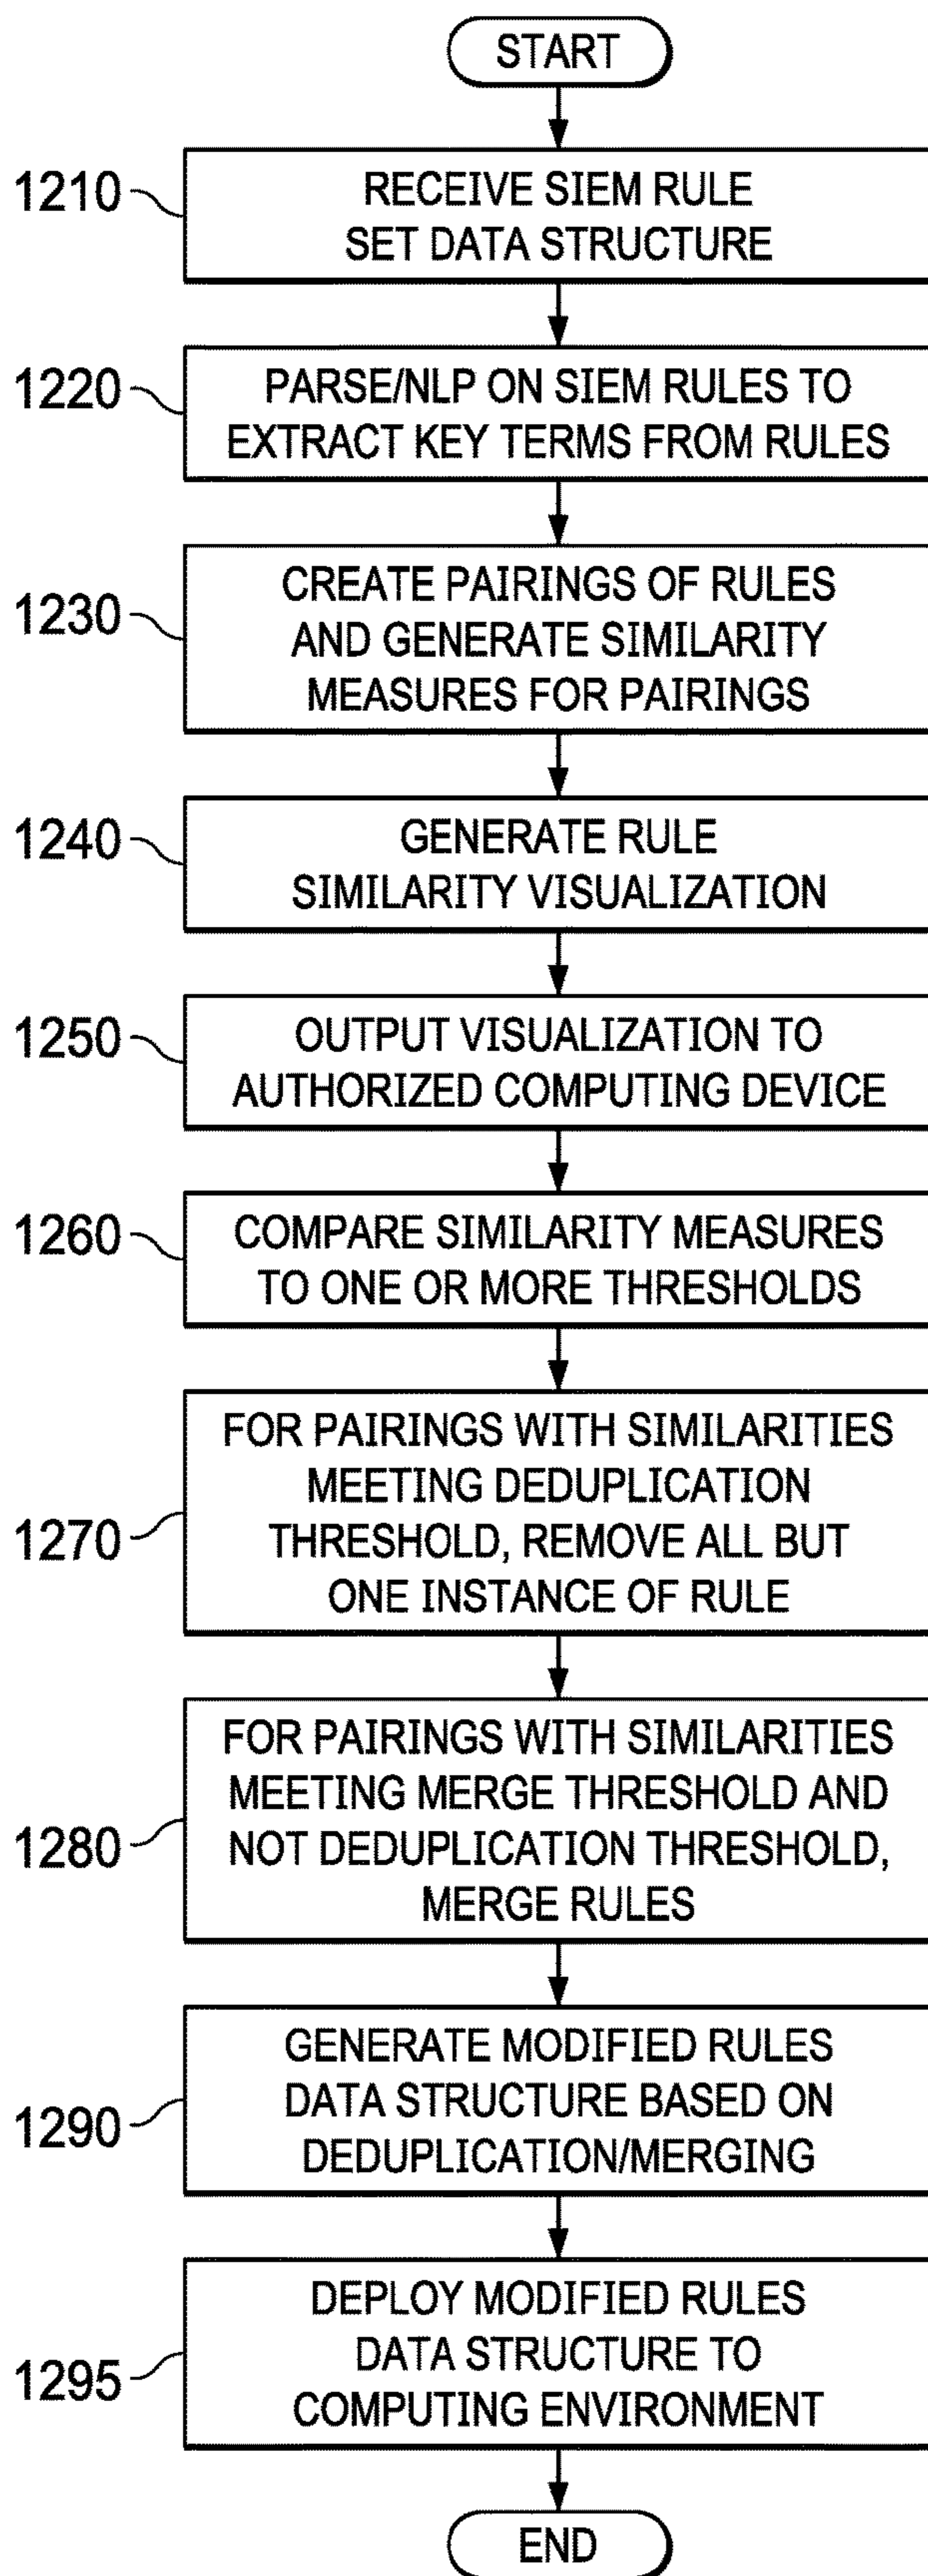 START
1210
RECEIVE SIEM RULE
SET DATA STRUCTURE
1220
PARSE/NLP ON SIEM RULES TO
EXTRACT KEY TERMS FROM RULES
1230
CREATE PAIRINGS OF RULES
AND GENERATE SIMILARITY
MEASURES FOR PAIRINGS
1240
GENERATE RULE
SIMILARITY VISUALIZATION
1250
OUTPUT VISUALIZATION TO
AUTHORIZED COMPUTING DEVICE
1260
COMPARE SIMILARITY MEASURES
TO ONE OR MORE THRESHOLDS
1270
FOR PAIRINGS WITH SIMILARITIES
MEETING DEDUPLICATION
THRESHOLD, REMOVE ALL BUT
ONE INSTANCE OF RULE
1280
FOR PAIRINGS WITH SIMILARITIES
MEETING MERGE THRESHOLD AND
NOT DEDUPLICATION THRESHOLD,
MERGE RULES
1290
GENERATE MODIFIED RULES
DATA STRUCTURE BASED ON
DEDUPLICATION/MERGING
1295
DEPLOY MODIFIED RULES
DATA STRUCTURE TO
COMPUTING ENVIRONMENT
END